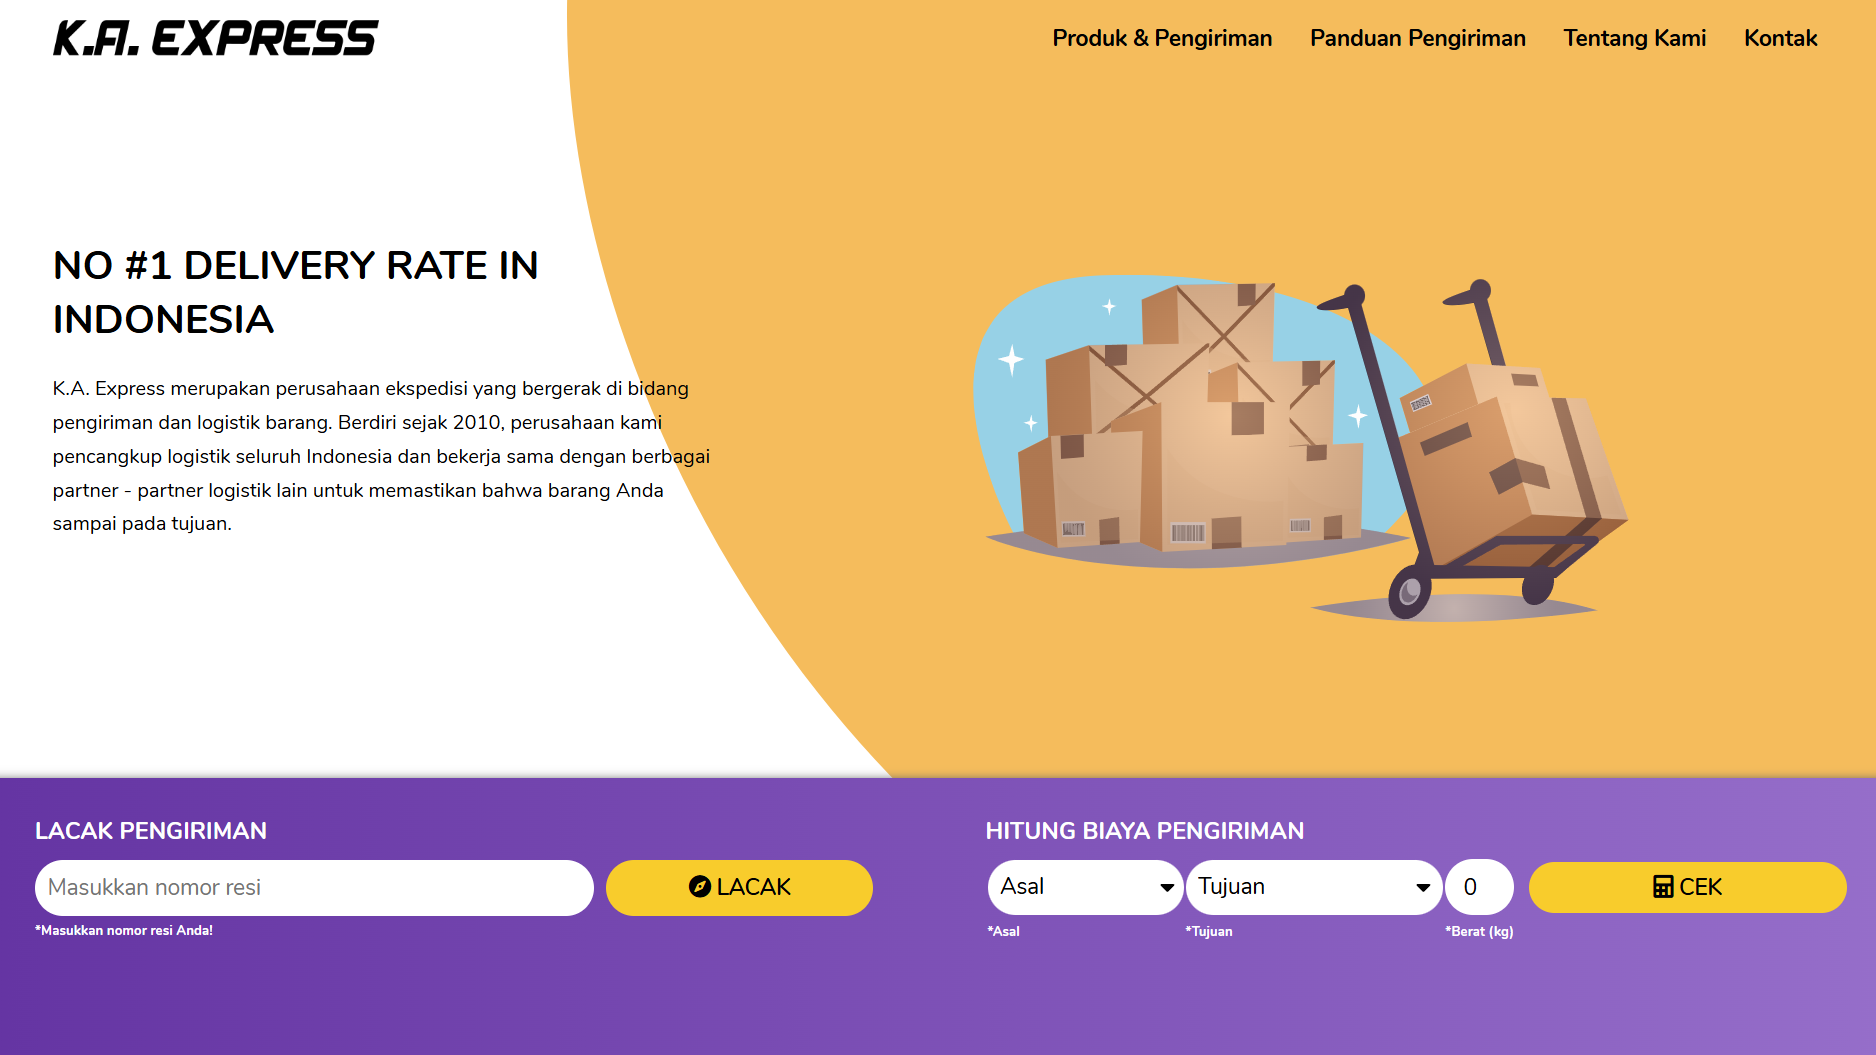 K.A. EXPRESS
Produk & Pengiriman
Panduan Pengiriman
Tentang Kami
Kontak
NO #1 DELIVERY RATE IN
INDONESIA
K.A. Express merupakan perusahaan ekspedisi yang bergerak di bidang
pengiriman dan logistik barang. Berdiri sejak 2010, perusahaan kami
pencangkup logistik seluruh Indonesia dan bekerja sama dengan berbagai
partner - partner logistik lain untuk memastikan bahwa barang Anda
sampai pada tujuan.
LACAK PENGIRIMAN
Masukkan nomor resi
LACAK
*Masukkan nomor resi Anda!
HITUNG BIAYA PENGIRIMAN
Asal
Tujuan
0
CEK
*Asal
*Tujuan
*Berat (kg)